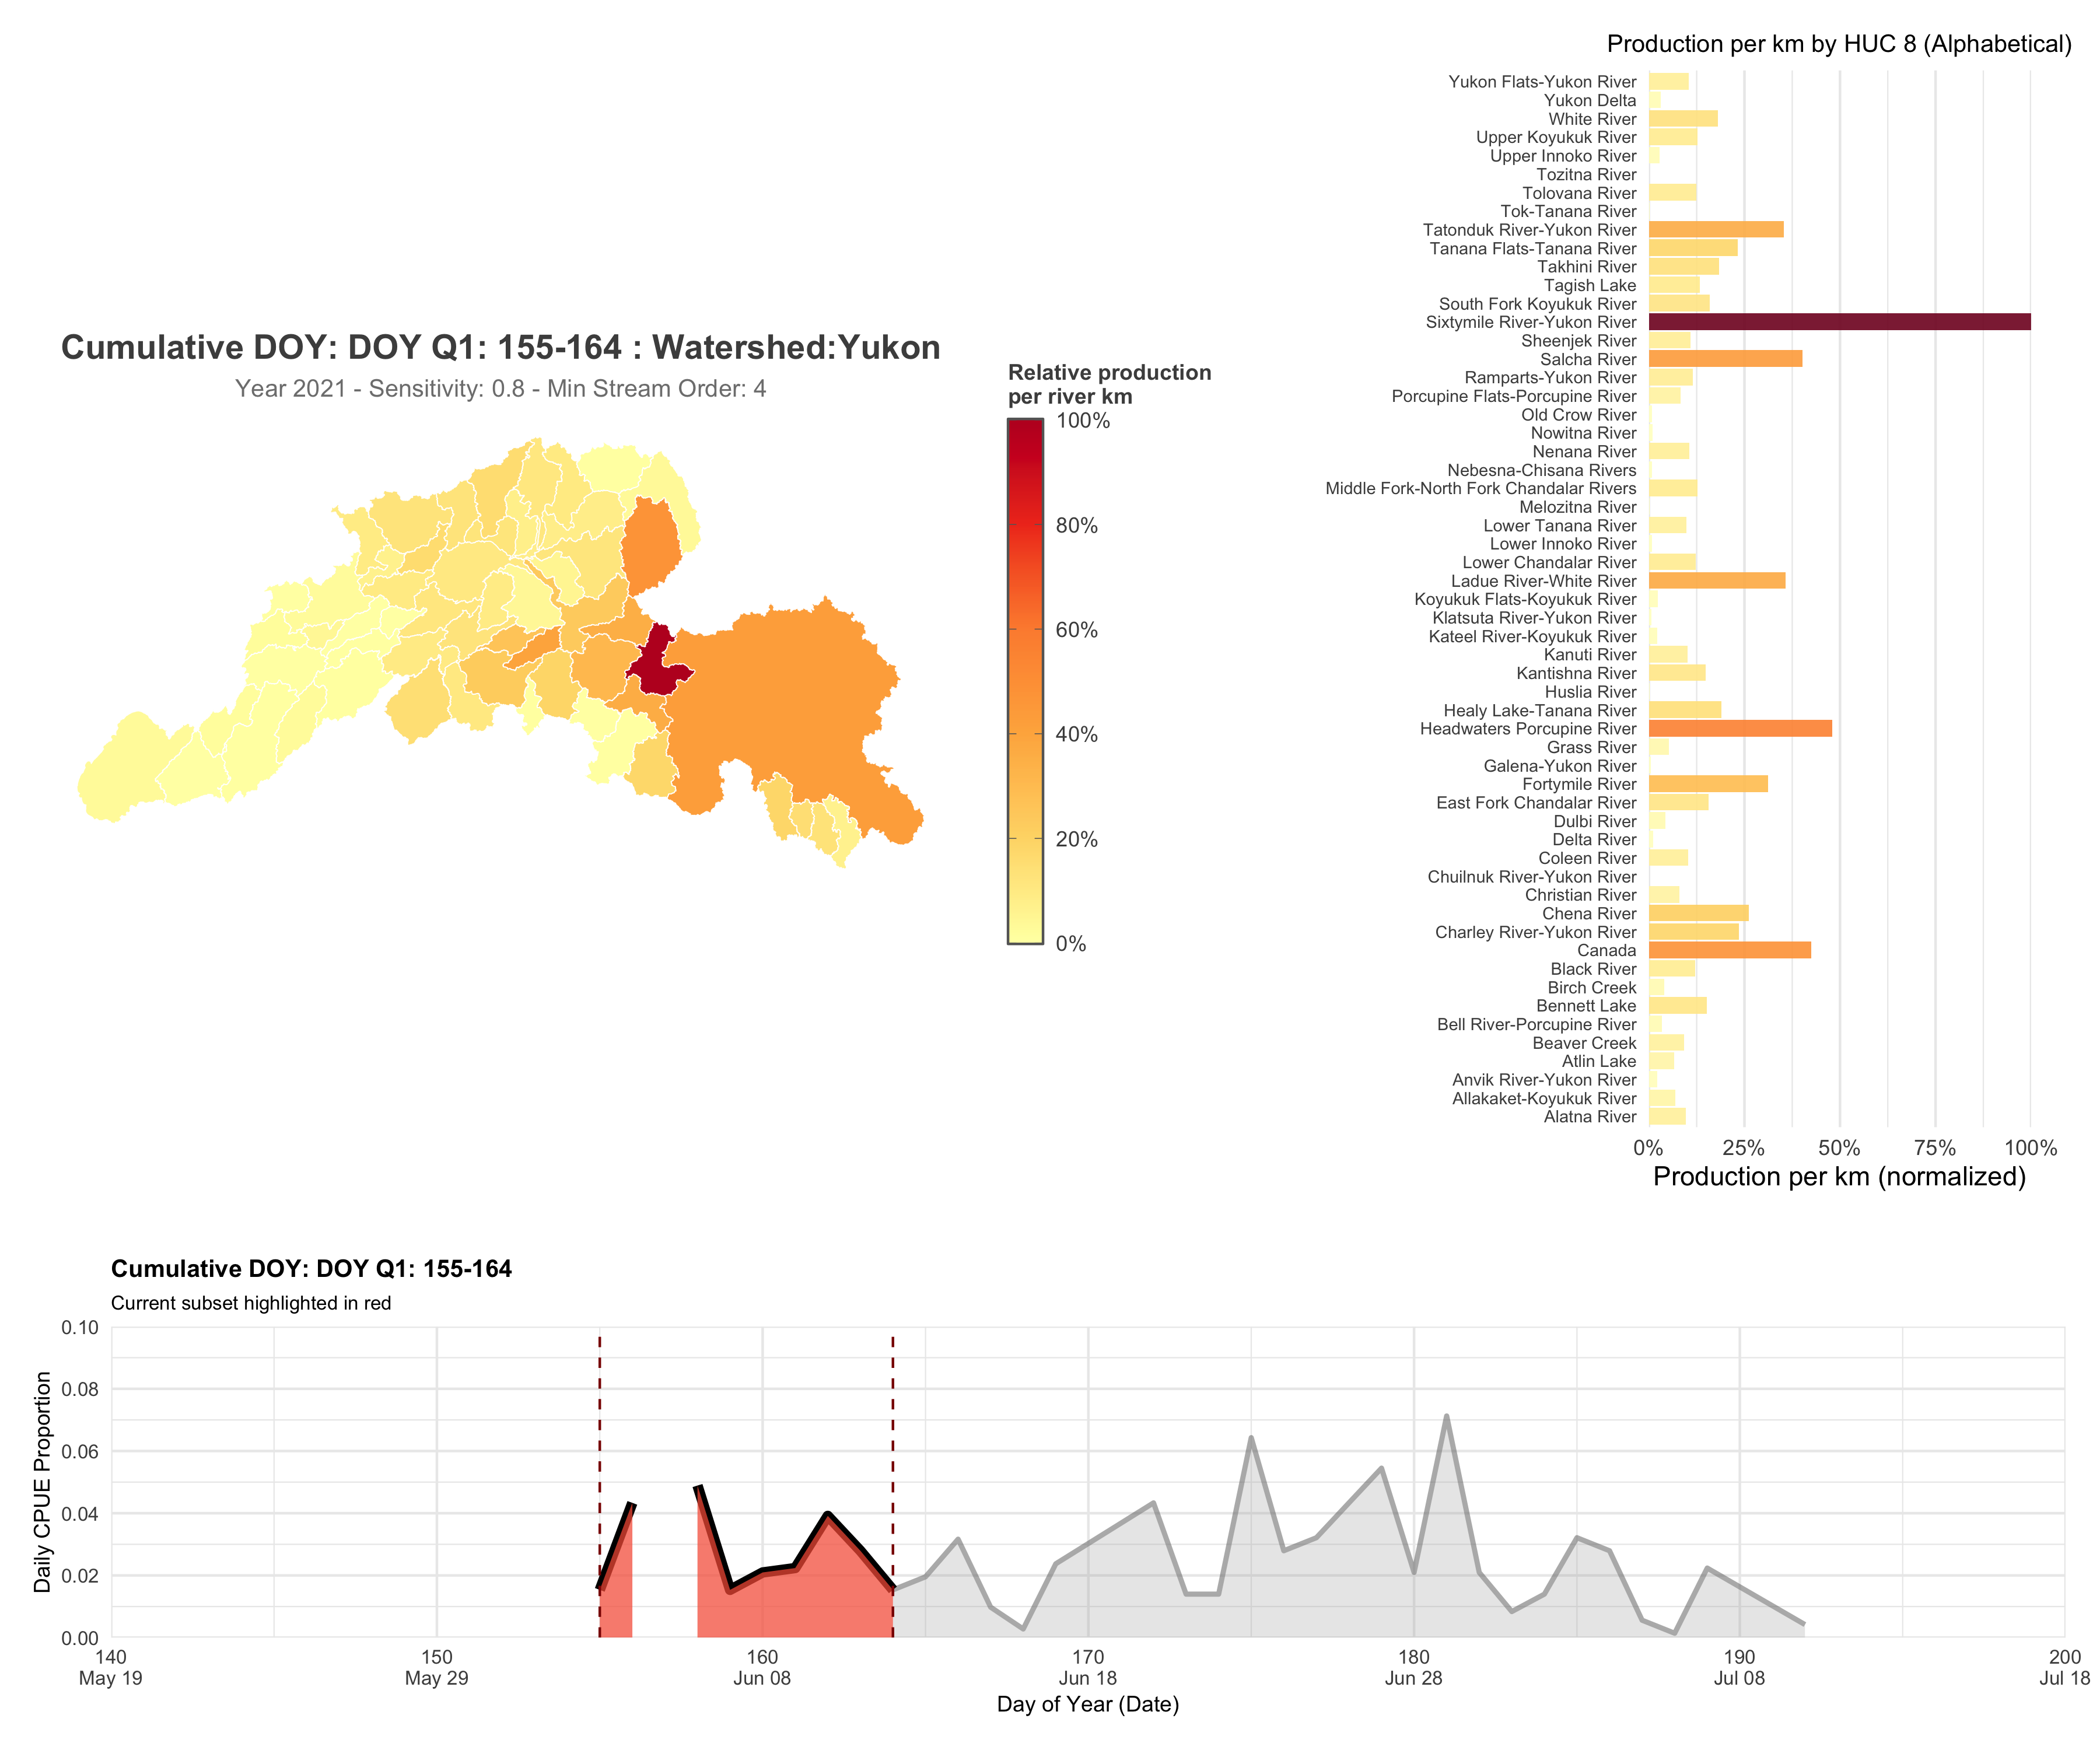 Production per km by HUC 8 (Alphabetical)
Yukon Flats-Yukon River
Yukon Delta
White River
Upper Koyukuk River
Upper Innoko River
Tozitna River
Tolovana River
Tok-Tanana River
Tatonduk River-Yukon River
Tanana Flats-Tanana River
Takhini River
Tagish Lake
South Fork Koyukuk River
Sixtymile River-Yukon River
Sheenjek River
Salcha River
Ramparts-Yukon River
Porcupine Flats-Porcupine River
Old Crow River
Nowitna River
Nenana River
Nebesna-Chisana Rivers
Middle Fork-North Fork Chandalar Rivers
Melozitna River
Lower Tanana River
Lower Innoko River
Lower Chandalar River
Ladue River-White River
Koyukuk Flats-Koyukuk River
Klatsuta River-Yukon River
Kateel River-Koyukuk River
Kanuti River
Kantishna River
Huslia River
Healy Lake-Tanana River
Headwaters Porcupine River
Grass River
Galena-Yukon River
Fortymile River
East Fork Chandalar River
Dulbi River
Delta River
Coleen River
Chuilnuk River-Yukon River
Christian River
Chena River
Charley River-Yukon River
Canada
Black River
Birch Creek
Bennett Lake
Bell River-Porcupine River
Beaver Creek
Atlin Lake
Anvik River-Yukon River
Allakaket-Koyukuk River
Alatna River
0% 25% 50% 75% 100%
Production per km (normalized)
Cumulative DOY: DOY Q1: 155-164 : Watershed:Yukon
Year 2021 - Sensitivity: 0.8 - Min Stream Order: 4
Relative production
per river km
100%
80%
60%
40%
20%
0%
Cumulative DOY: DOY Q1: 155-164
Current subset highlighted in red
Daily CPUE Proportion
0.10
0.08
0.06
0.04
0.02
0.00
140 150 160 170 180 190 200
May 19 May 29 Jun 08 Jun 18 Jun 28 Jul 08 Jul 18
Day of Year (Date)